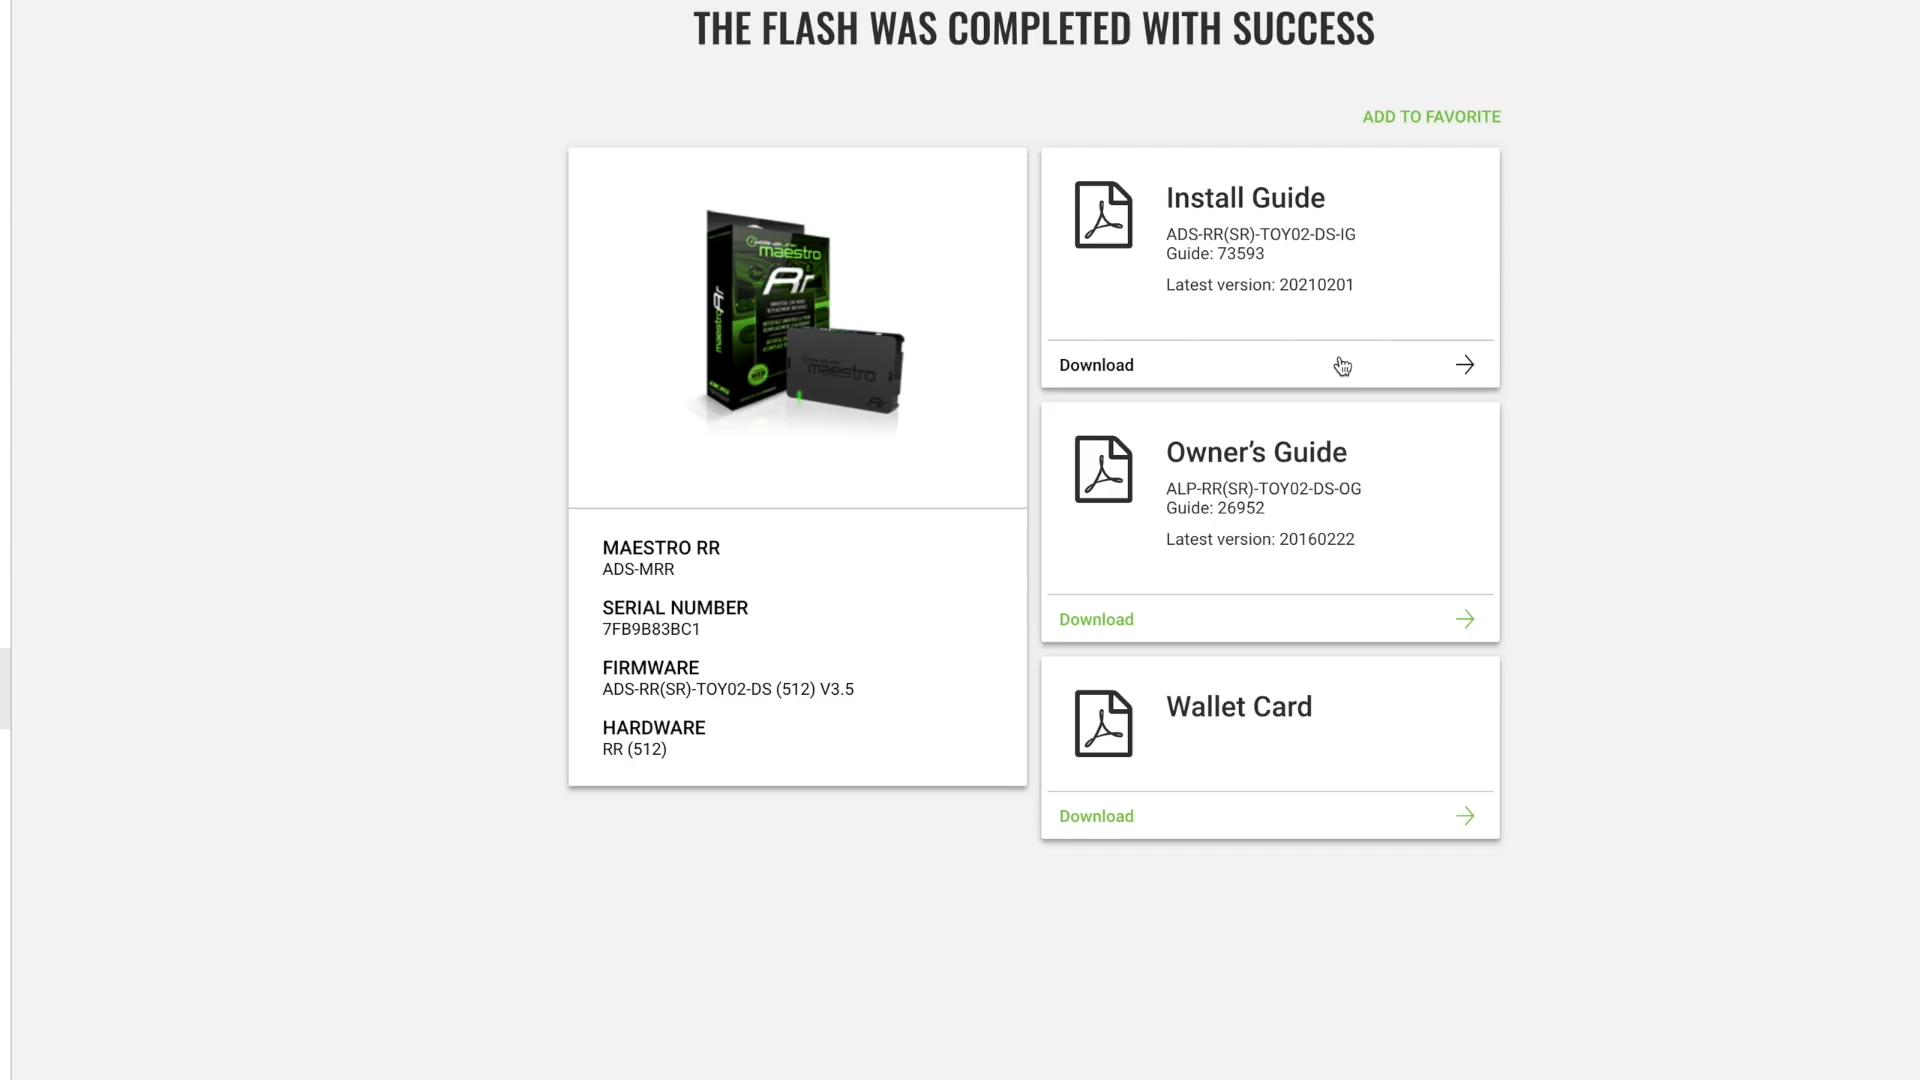 THE FLASH WAS COMPLETED WITH SUCCESS
ADD TO FAVORITE
maestro
Rr
maestro Rr
maestro
Rr
MAESTRO RR
ADS-MRR
SERIAL NUMBER
7FB9B83BC1
FIRMWARE
ADS-RR(SR)-TOY02-DS (512) V3.5
HARDWARE
RR (512)
Install Guide
ADS-RR(SR)-TOY02-DS-IG
Guide: 73593
Latest version: 20210201
Download
Owner’s Guide
ALP-RR(SR)-TOY02-DS-OG
Guide: 26952
Latest version: 20160222
Download
Wallet Card
Download